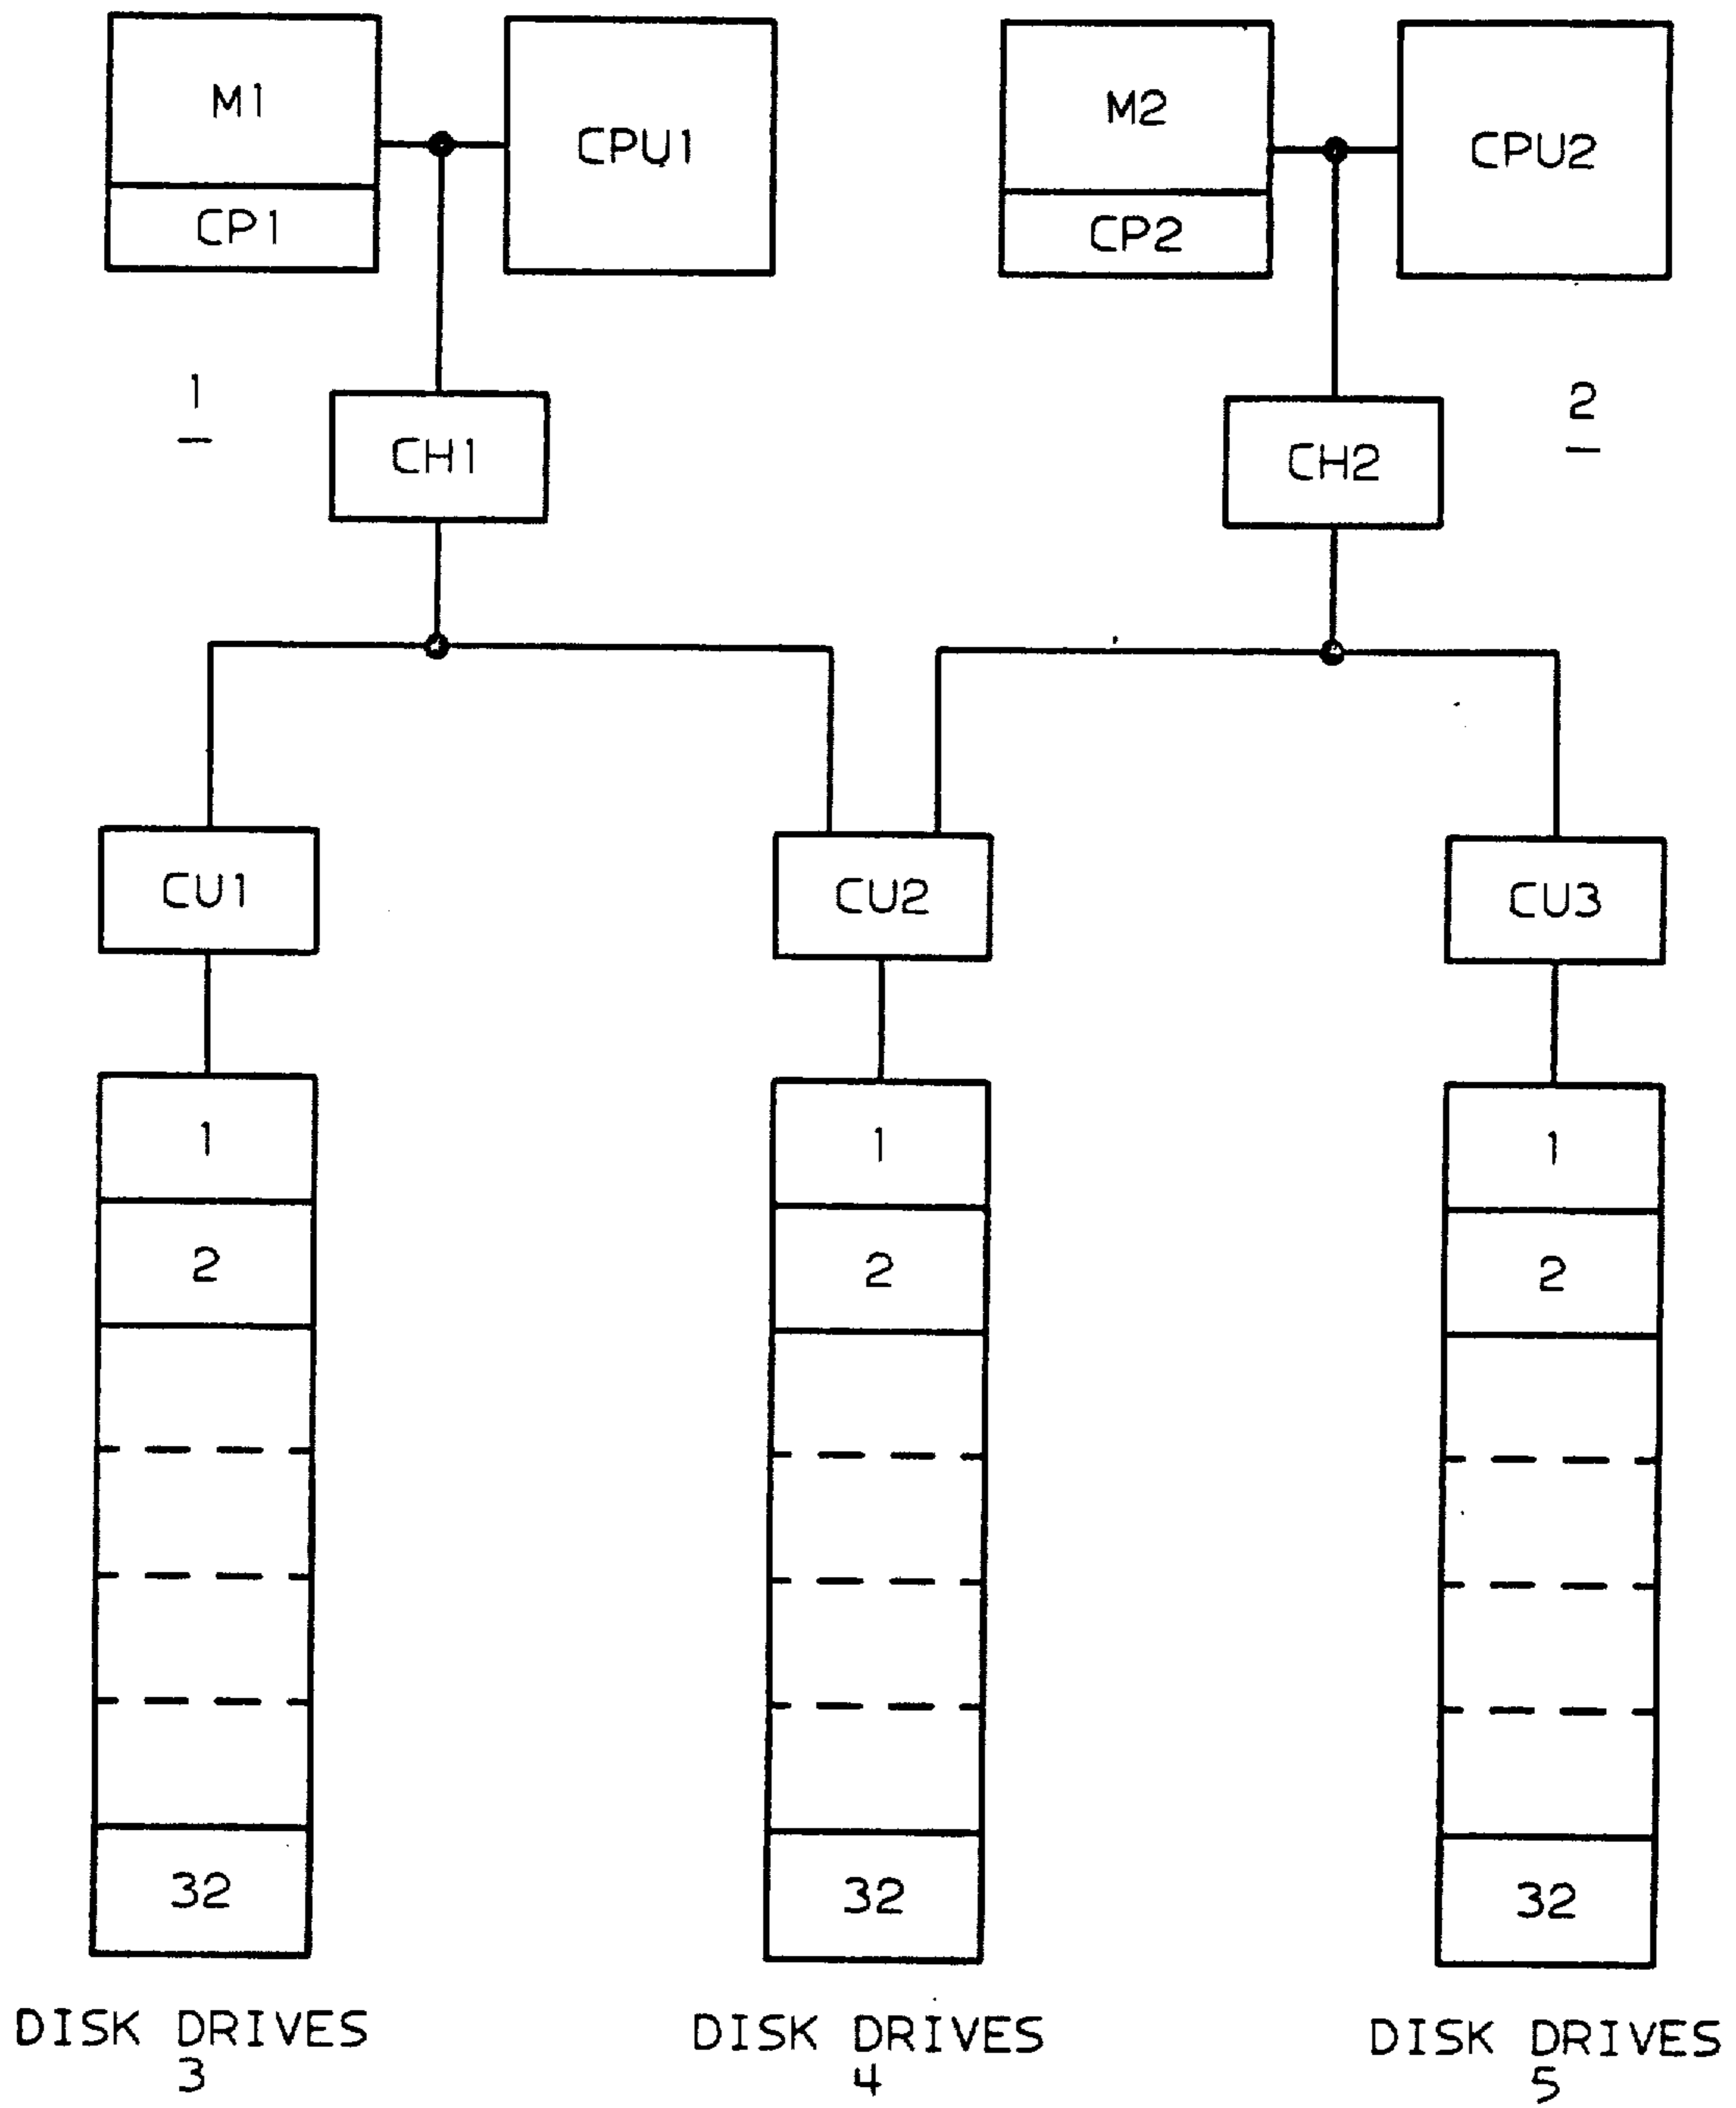 M1
CPU1
M2
CPU2
CP1
CP2
1
2
CH1
CH2
CU1
CU2
CU3
1
1
1
2
2
2
32
32
32
DISK DRIVES
3
DISK DRIVES
4
DISK DRIVES
5